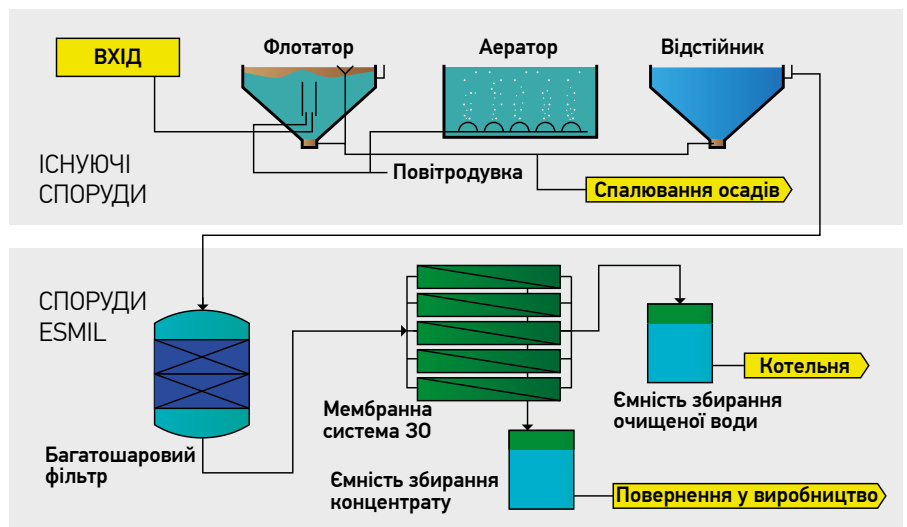 ВХІД
Флотатор
Аератор
Відстійник
ІСНУЮЧІ
СПОРУДИ
Повітродувка
Спалювання осадів
СПОРУДИ
ESMIL
Багатошаровий
фільтр
Мембранна
система ЗО
Ємність збирання
концентрату
Котельня
Ємність збирання
очищеної води
Повернення у виробництво